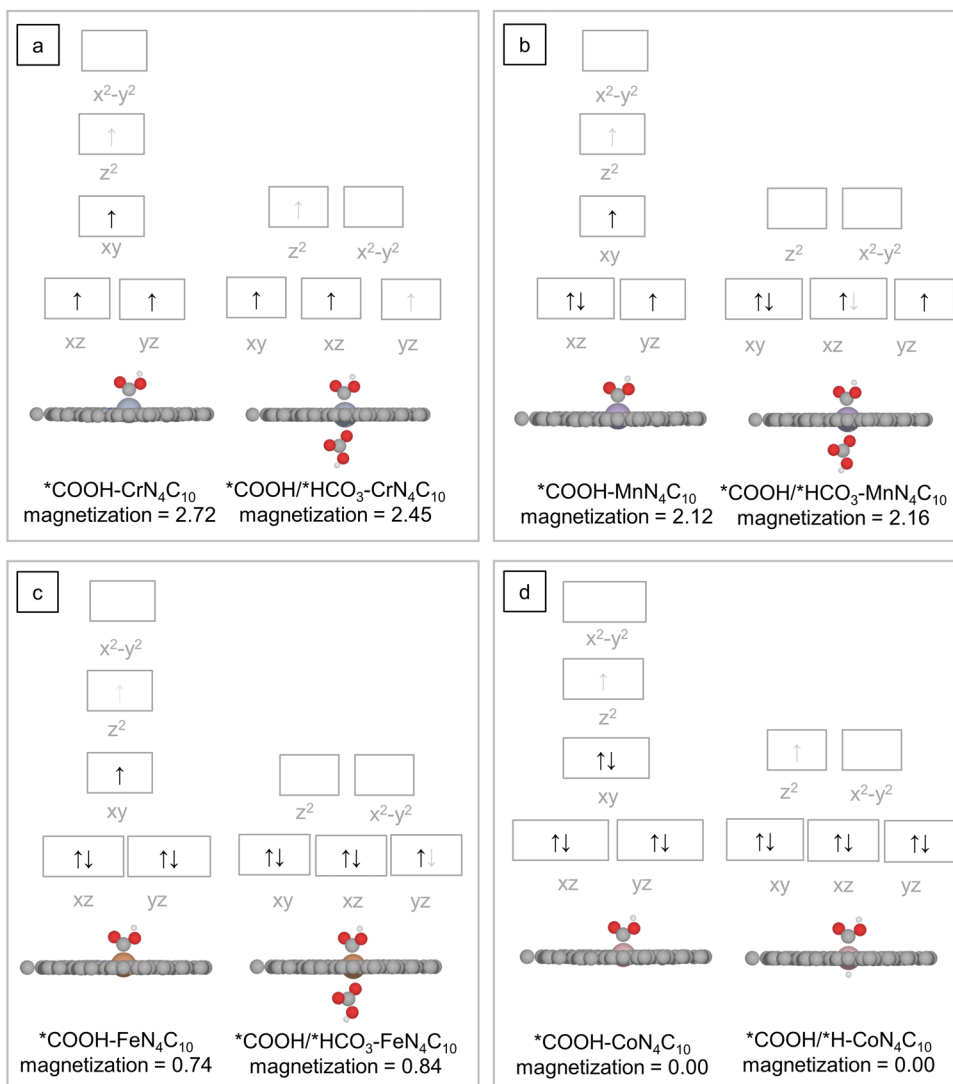 a
x²-y²
↑
z²
↑
xy
↑ ↑
xz yz
↑
z² x²-y²
↑ ↑ ↑
xy xz yz
*COOH-CrN₄C₁₀
magnetization = 2.72
*COOH/*HCO₃-CrN₄C₁₀
magnetization = 2.45
b
x²-y²
↑
z²
↑
xy
↑↓ ↑
xz yz
z² x²-y²
↑↓ ↑↓ ↑
xy xz yz
*COOH-MnN₄C₁₀
magnetization = 2.12
*COOH/*HCO₃-MnN₄C₁₀
magnetization = 2.16
c
x²-y²
↑
z²
↑
xy
↑↓ ↑↓
xz yz
z² x²-y²
↑↓ ↑↓ ↑↓
xy xz yz
*COOH-FeN₄C₁₀
magnetization = 0.74
*COOH/*HCO₃-FeN₄C₁₀
magnetization = 0.84
d
x²-y²
↑
z²
↑↓
xy
↑↓ ↑↓
xz yz
↑
z² x²-y²
↑↓ ↑↓ ↑↓
xy xz yz
*COOH-CoN₄C₁₀
magnetization = 0.00
*COOH/*H-CoN₄C₁₀
magnetization = 0.00